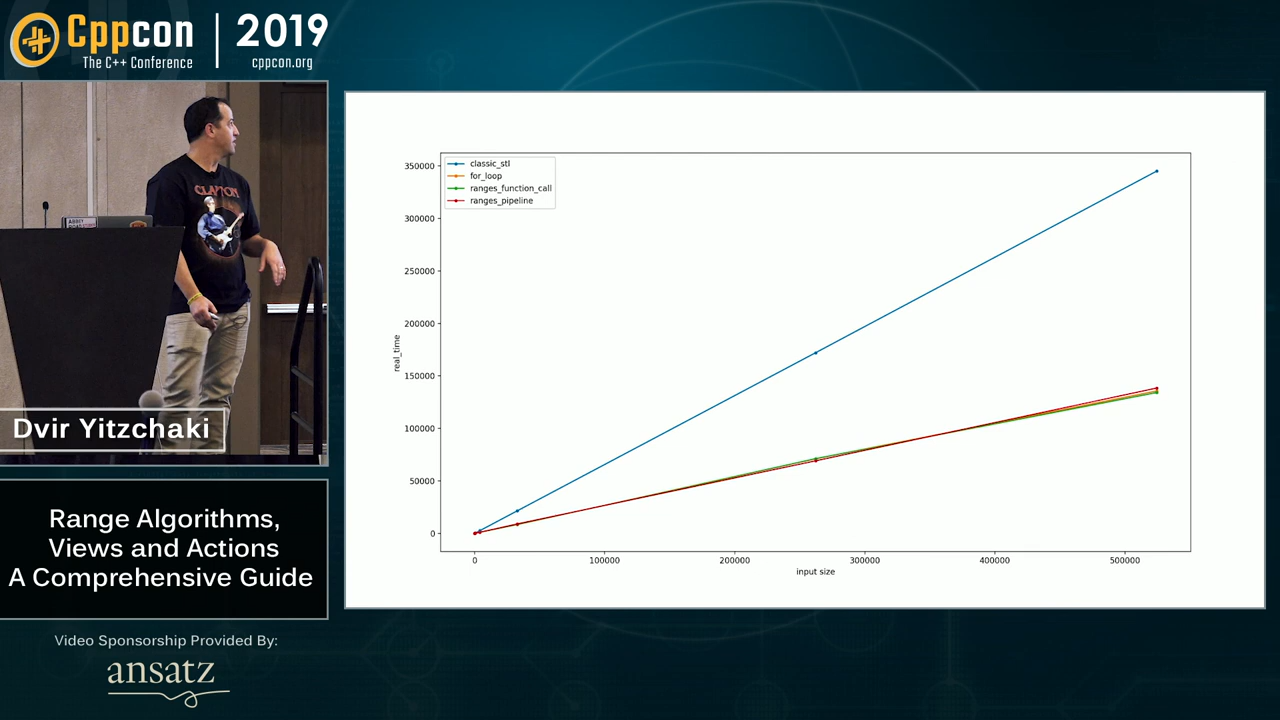 Cppcon
The C++ Conference
2019
cppcon.org
CLAPTON
Dvir Yitzchaki
Range Algorithms,
Views and Actions
A Comprehensive Guide
Video Sponsorship Provided By:
ansatz
classic_stl
for_loop
ranges_function_call
ranges_pipeline
350000
300000
250000
200000
150000
100000
50000
0
real_time
0
100000
200000
300000
400000
500000
input size